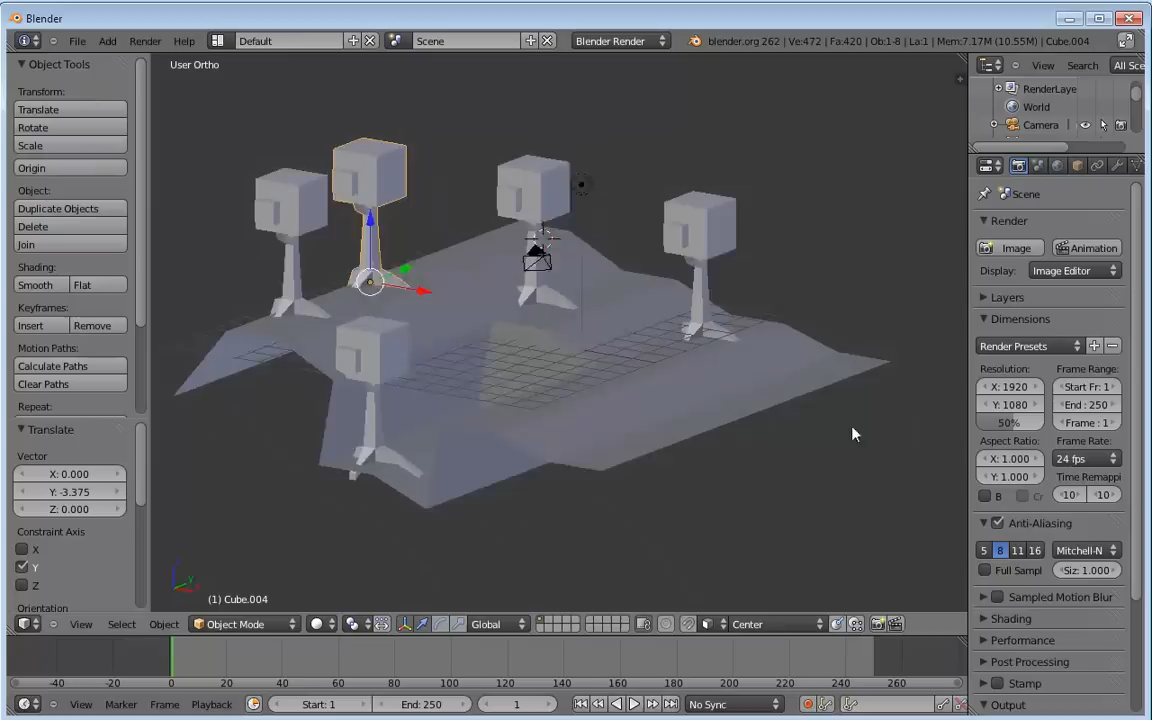 Blender
File Add Render Help Default Scene Blender Render blender.org 262 | Ve:472 | Fa:420 | Ob:1-8 | La:1 | Mem:7.17M (10.55M) | Cube.004
Object Tools
Transform:
Translate
Rotate
Scale
Origin
Object:
Duplicate Objects
Delete
Join
Shading:
Smooth Flat
Keyframes:
Insert Remove
Motion Paths:
Calculate Paths
Clear Paths
Repeat:
Translate
Vector
X: 0.000
Y: -3.375
Z: 0.000
Constraint Axis
X
Y
Z
Orientation
User Ortho
(1) Cube.004
View Select Object Object Mode Global Center
-40 -20 0 20 40 60 80 100 120 140 160 180 200 220 240 260
View Marker Frame Playback Start: 1 End: 250 1 No Sync
View Search All Sce
RenderLaye
World
Camera
Scene
Render
Image Animation
Display: Image Editor
Layers
Dimensions
Render Presets
Resolution: Frame Range:
X: 1920 Start Fr: 1
Y: 1080 End : 250
50% Frame : 1
Aspect Ratio: Frame Rate:
X: 1.000 24 fps
Y: 1.000 Time Remappi
B Cr 10 10
Anti-Aliasing
5 8 11 16 Mitchell-N
Full Sampl Siz: 1.000
Sampled Motion Blur
Shading
Performance
Post Processing
Stamp
Output